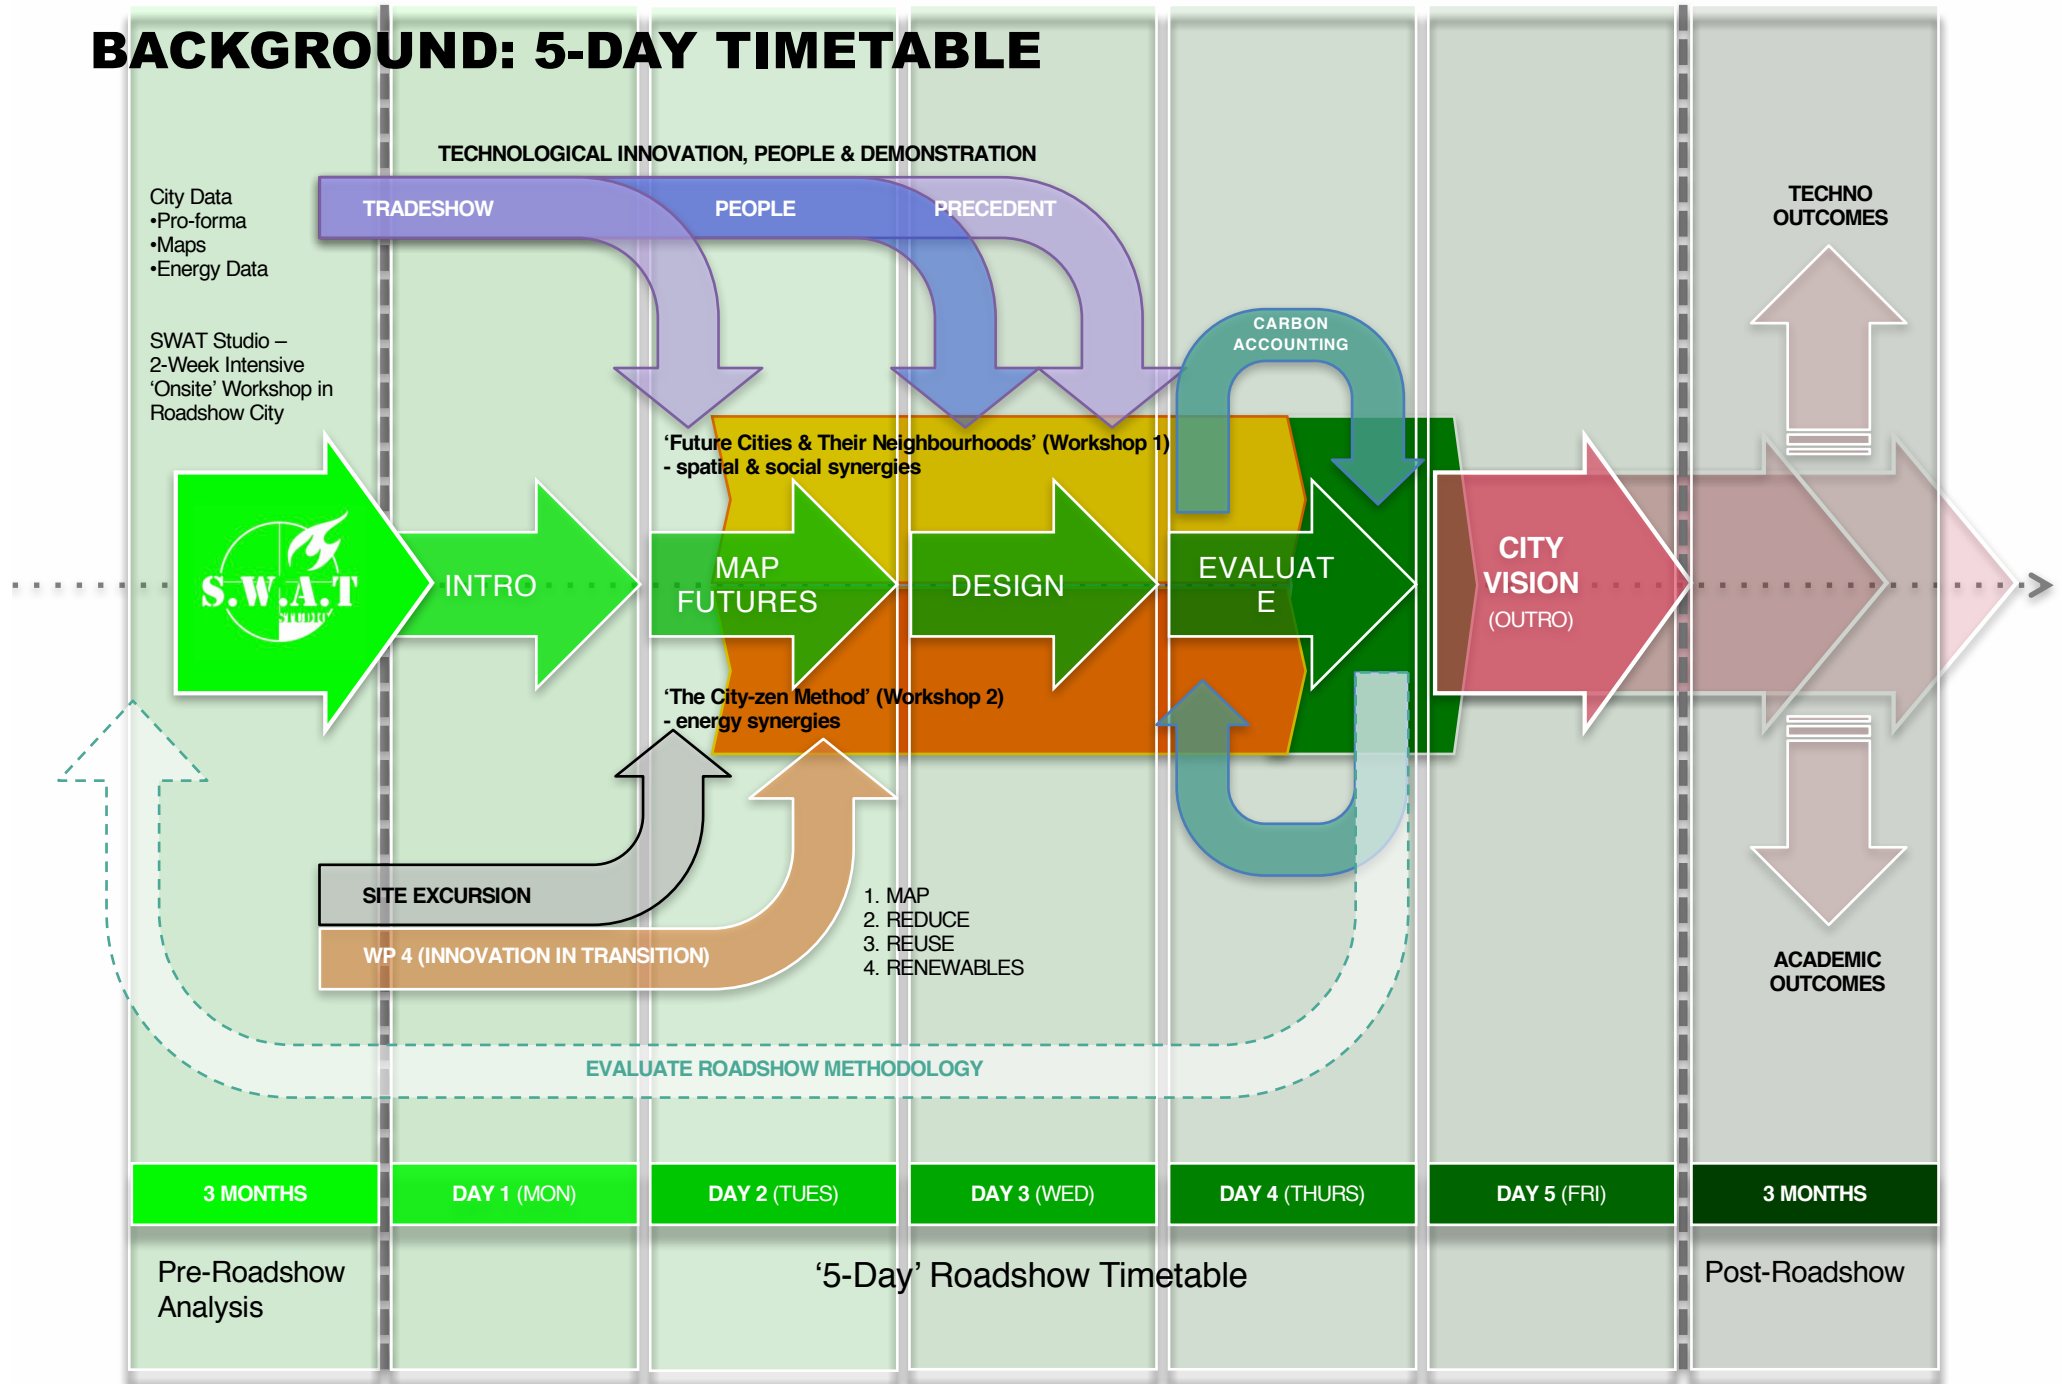 BACKGROUND: 5-DAY TIMETABLE
TECHNOLOGICAL INNOVATION, PEOPLE & DEMONSTRATION
City Data
•Pro-forma
•Maps
•Energy Data
TRADESHOW
PEOPLE
PRECEDENT
TECHNO
OUTCOMES
SWAT Studio –
2-Week Intensive
‘Onsite’ Workshop in
Roadshow City
CARBON
ACCOUNTING
‘Future Cities & Their Neighbourhoods’ (Workshop 1)
- spatial & social synergies
S.W.A.T
STUDIO
INTRO
MAP
FUTURES
DESIGN
EVALUAT
E
CITY
VISION
(OUTRO)
‘The City-zen Method’ (Workshop 2)
- energy synergies
SITE EXCURSION
WP 4 (INNOVATION IN TRANSITION)
1. MAP
2. REDUCE
3. REUSE
4. RENEWABLES
ACADEMIC
OUTCOMES
EVALUATE ROADSHOW METHODOLOGY
3 MONTHS
DAY 1 (MON)
DAY 2 (TUES)
DAY 3 (WED)
DAY 4 (THURS)
DAY 5 (FRI)
3 MONTHS
Pre-Roadshow
Analysis
‘5-Day’ Roadshow Timetable
Post-Roadshow